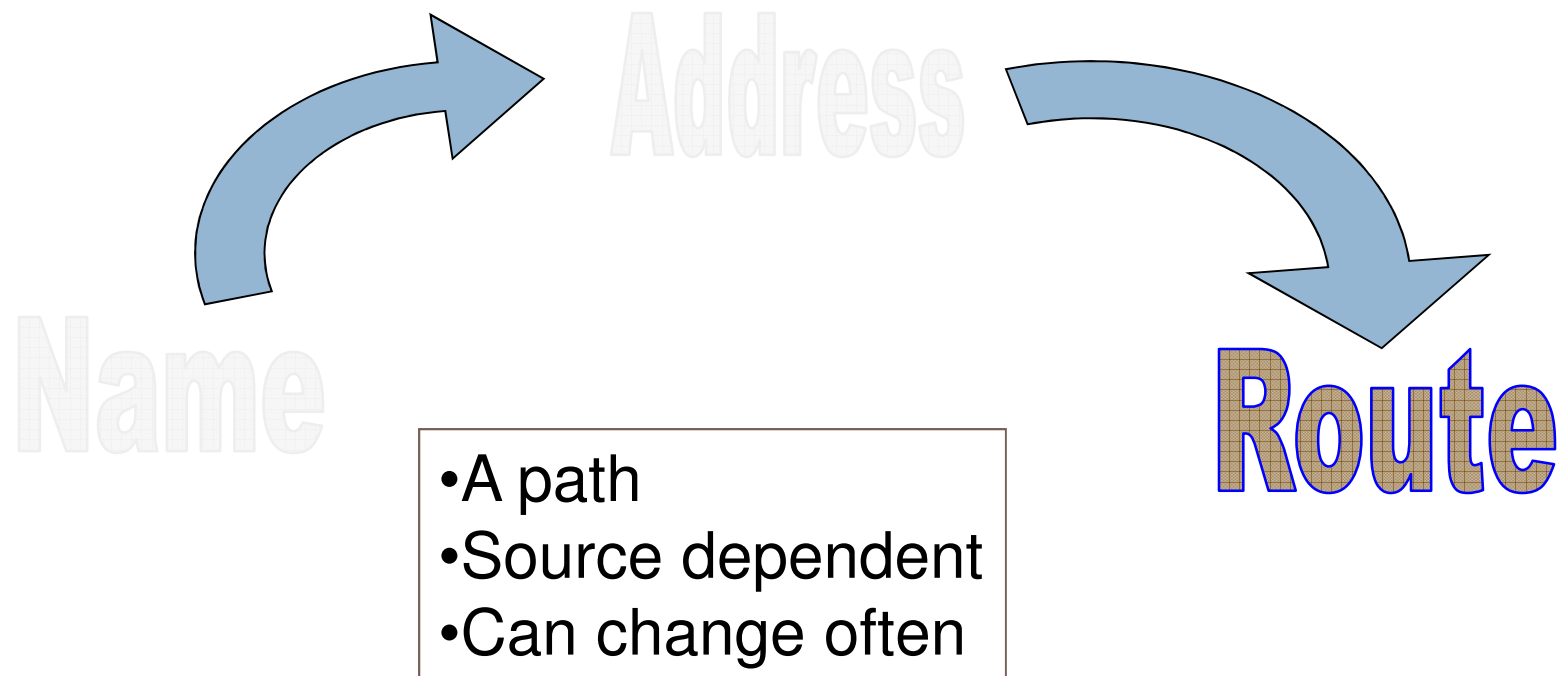 Address
Name
Route
•A path
•Source dependent
•Can change often